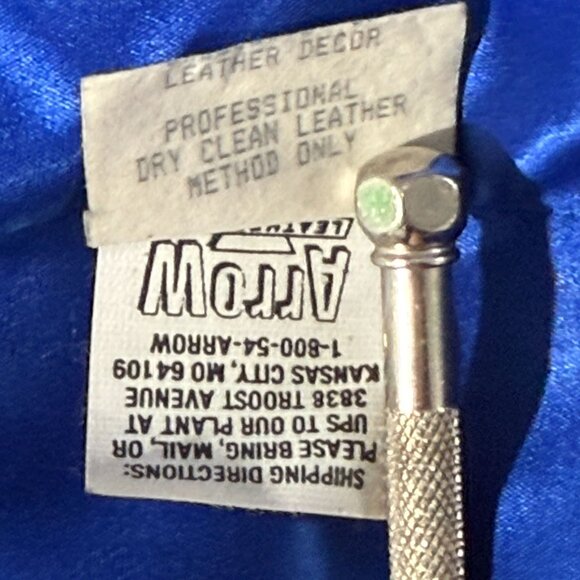 LEATHER DECOR
PROFESSIONAL
DRY CLEAN LEATHER
METHOD ONLY
SHIPPING DIRECTIONS:
PLEASE BRING, MAIL, OR
UPS TO OUR PLANT AT
3838 TROOST AVENUE
KANSAS CITY, MO 64109
1-800-54-ARROW
ArroW